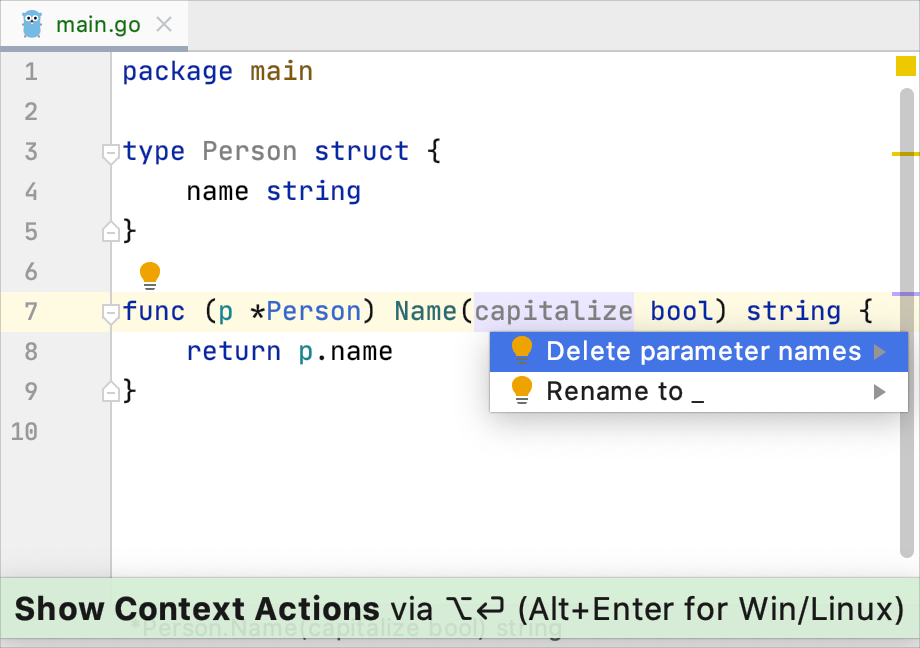 main.go
1 package main
2
3 type Person struct {
4 name string
5 }
6
7 func (p *Person) Name(capitalize bool) string {
8 return p.name
Delete parameter names
9 }
Rename to _
10
Show Context Actions via ⌥↩ (Alt+Enter for Win/Linux)
*Person.Name(capitalize bool) string